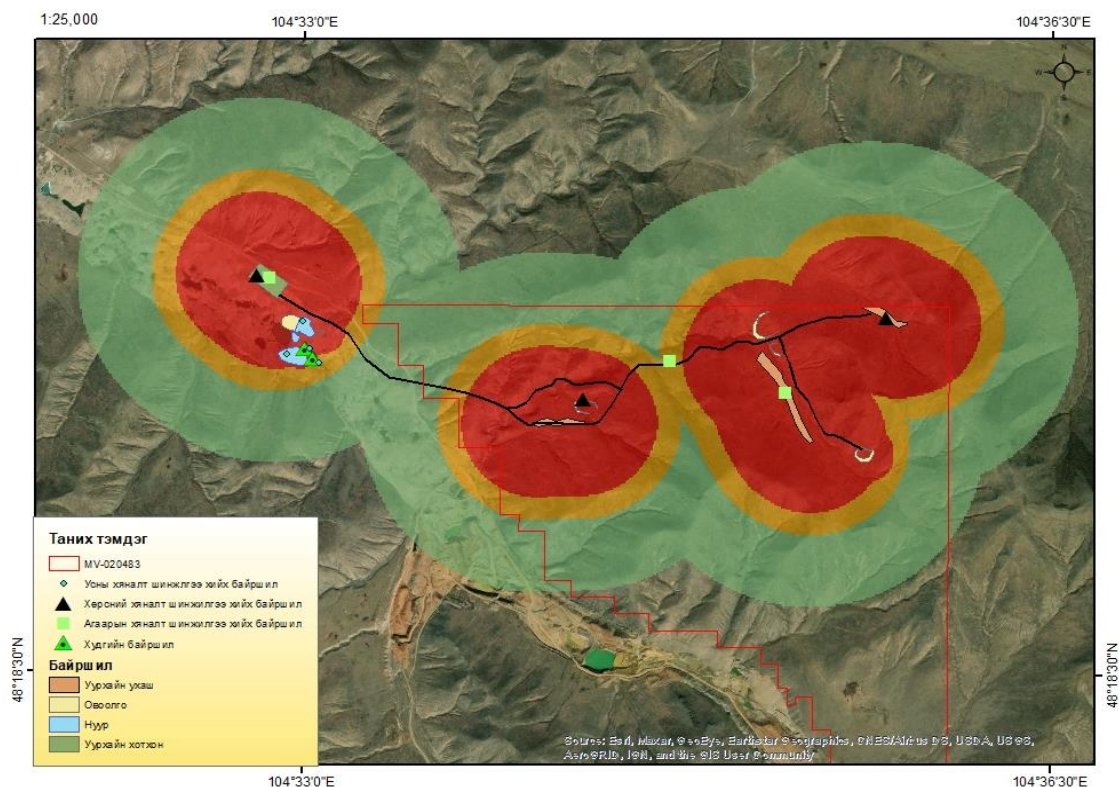 1:25,000
104°33'0"E
104°36'30"E
N
W
E
S
48°18'30"N
48°18'30"N
Таних тэмдэг
MV-020483
Усны хяналт шинжлгээ хийх байршил
Хөрсний хяналт шинжилгээ хийх байршил
Агаарын хяналт шинжилгээ хийх байршил
Худгийн байршил
Байршил
Уурхайн ухаш
Овоолго
Нуур
Уурхайн хотхон
Source: Esri, Maxar, GeoEye, Earthstar Geographics, CNES/Airbus DS, USDA, USGS,
AeroGRID, IGN, and the GIS User Community
104°33'0"E
104°36'30"E